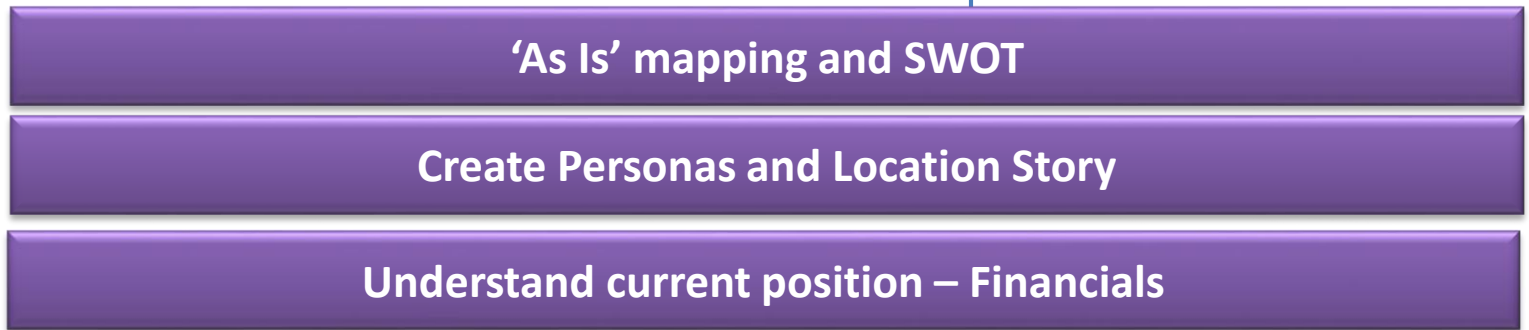 ‘As Is’ mapping and SWOT
Create Personas and Location Story
Understand current position – Financials